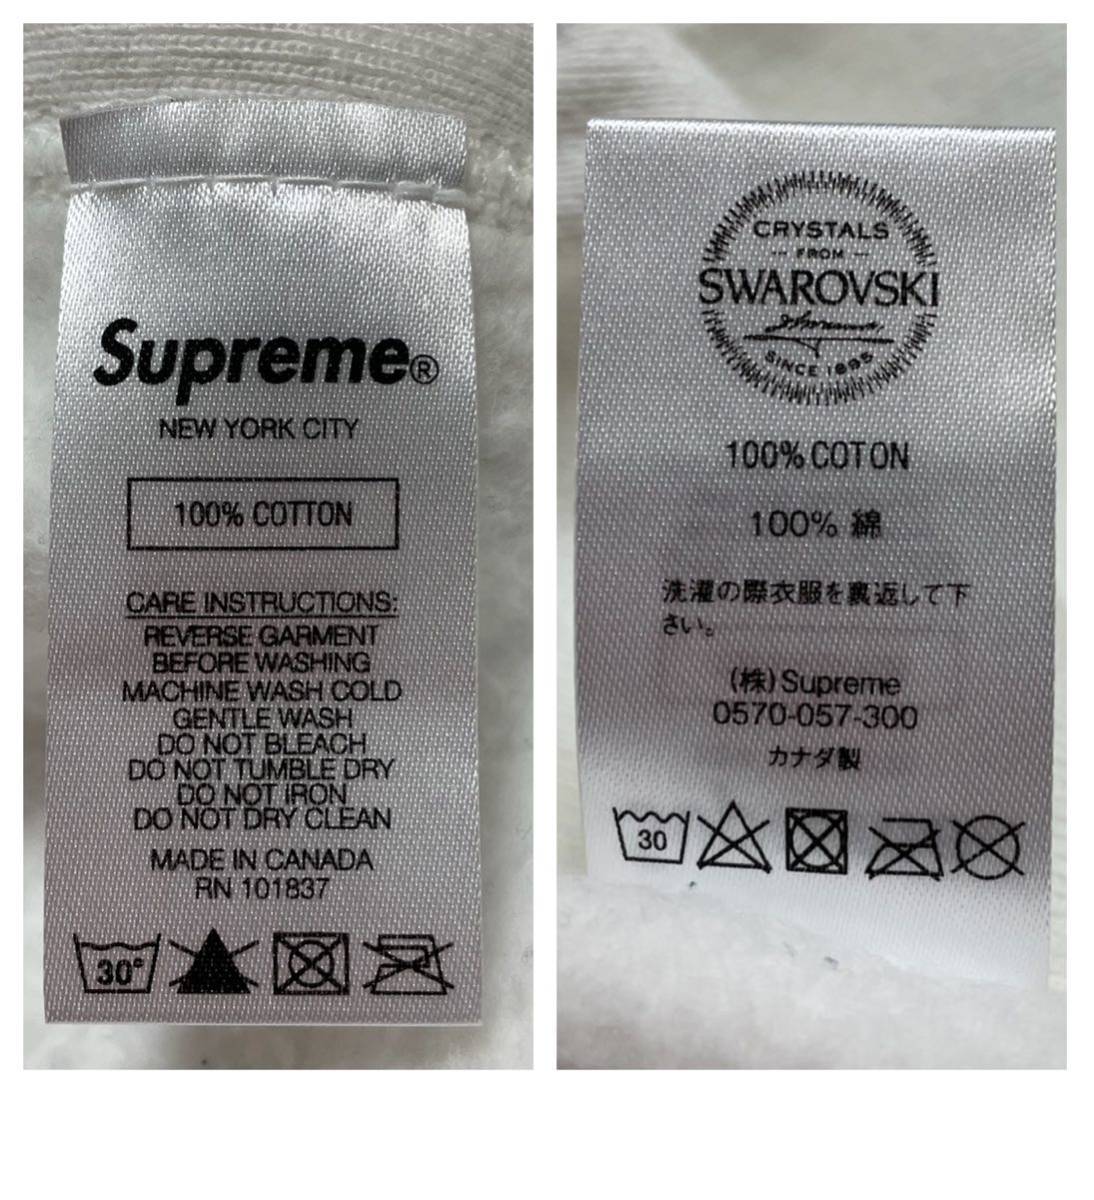 Supreme®
NEW YORK CITY
100% COTTON
CARE INSTRUCTIONS:
REVERSE GARMENT
BEFORE WASHING
MACHINE WASH COLD
GENTLE WASH
DO NOT BLEACH
DO NOT TUMBLE DRY
DO NOT IRON
DO NOT DRY CLEAN
MADE IN CANADA
RN 101837
30°
CRYSTALS
FROM
SWAROVSKI
SINCE 1895
100% COTON
100% 綿
洗濯の際衣服を裏返して下
さい。
(株)Supreme
0570-057-300
カナダ製
30